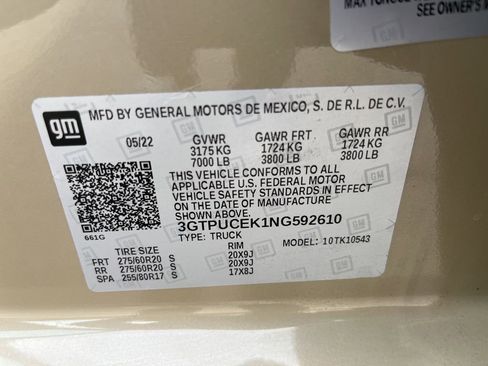 SEE OWNER'S
gm
MFD BY GENERAL MOTORS DE MEXICO, S. DE R.L. DE C.V.
05/22 GVWR GAWR FRT GAWR RR
3175 KG 1724 KG 1724 KG
7000 LB 3800 LB 3800 LB
THIS VEHICLE CONFORMS TO ALL
APPLICABLE U.S. FEDERAL MOTOR
VEHICLE SAFETY STANDARDS IN EFFECT
ON THE DATE OF MANUFACTURE SHOWN ABOVE.
3GTPUCEK1NG592610
661G TYPE: TRUCK MODEL: 10TK10543
TIRE SIZE RIM
FRT 275/60R20 S 20X9J
RR 275/60R20 S 20X9J
SPA 255/80R17 S 17X8J